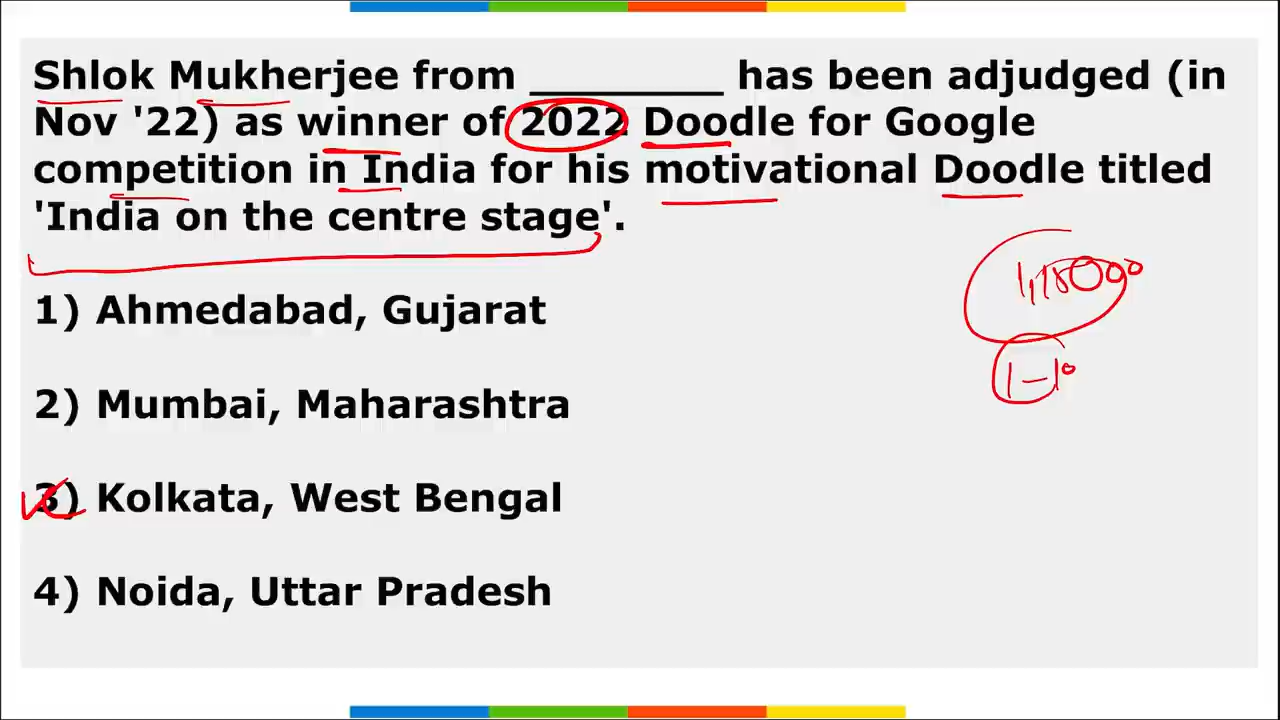 Shlok Mukherjee from ________ has been adjudged (in
Nov '22) as winner of 2022 Doodle for Google
competition in India for his motivational Doodle titled
'India on the centre stage'.
1) Ahmedabad, Gujarat
2) Mumbai, Maharashtra
3) Kolkata, West Bengal
4) Noida, Uttar Pradesh
1-10